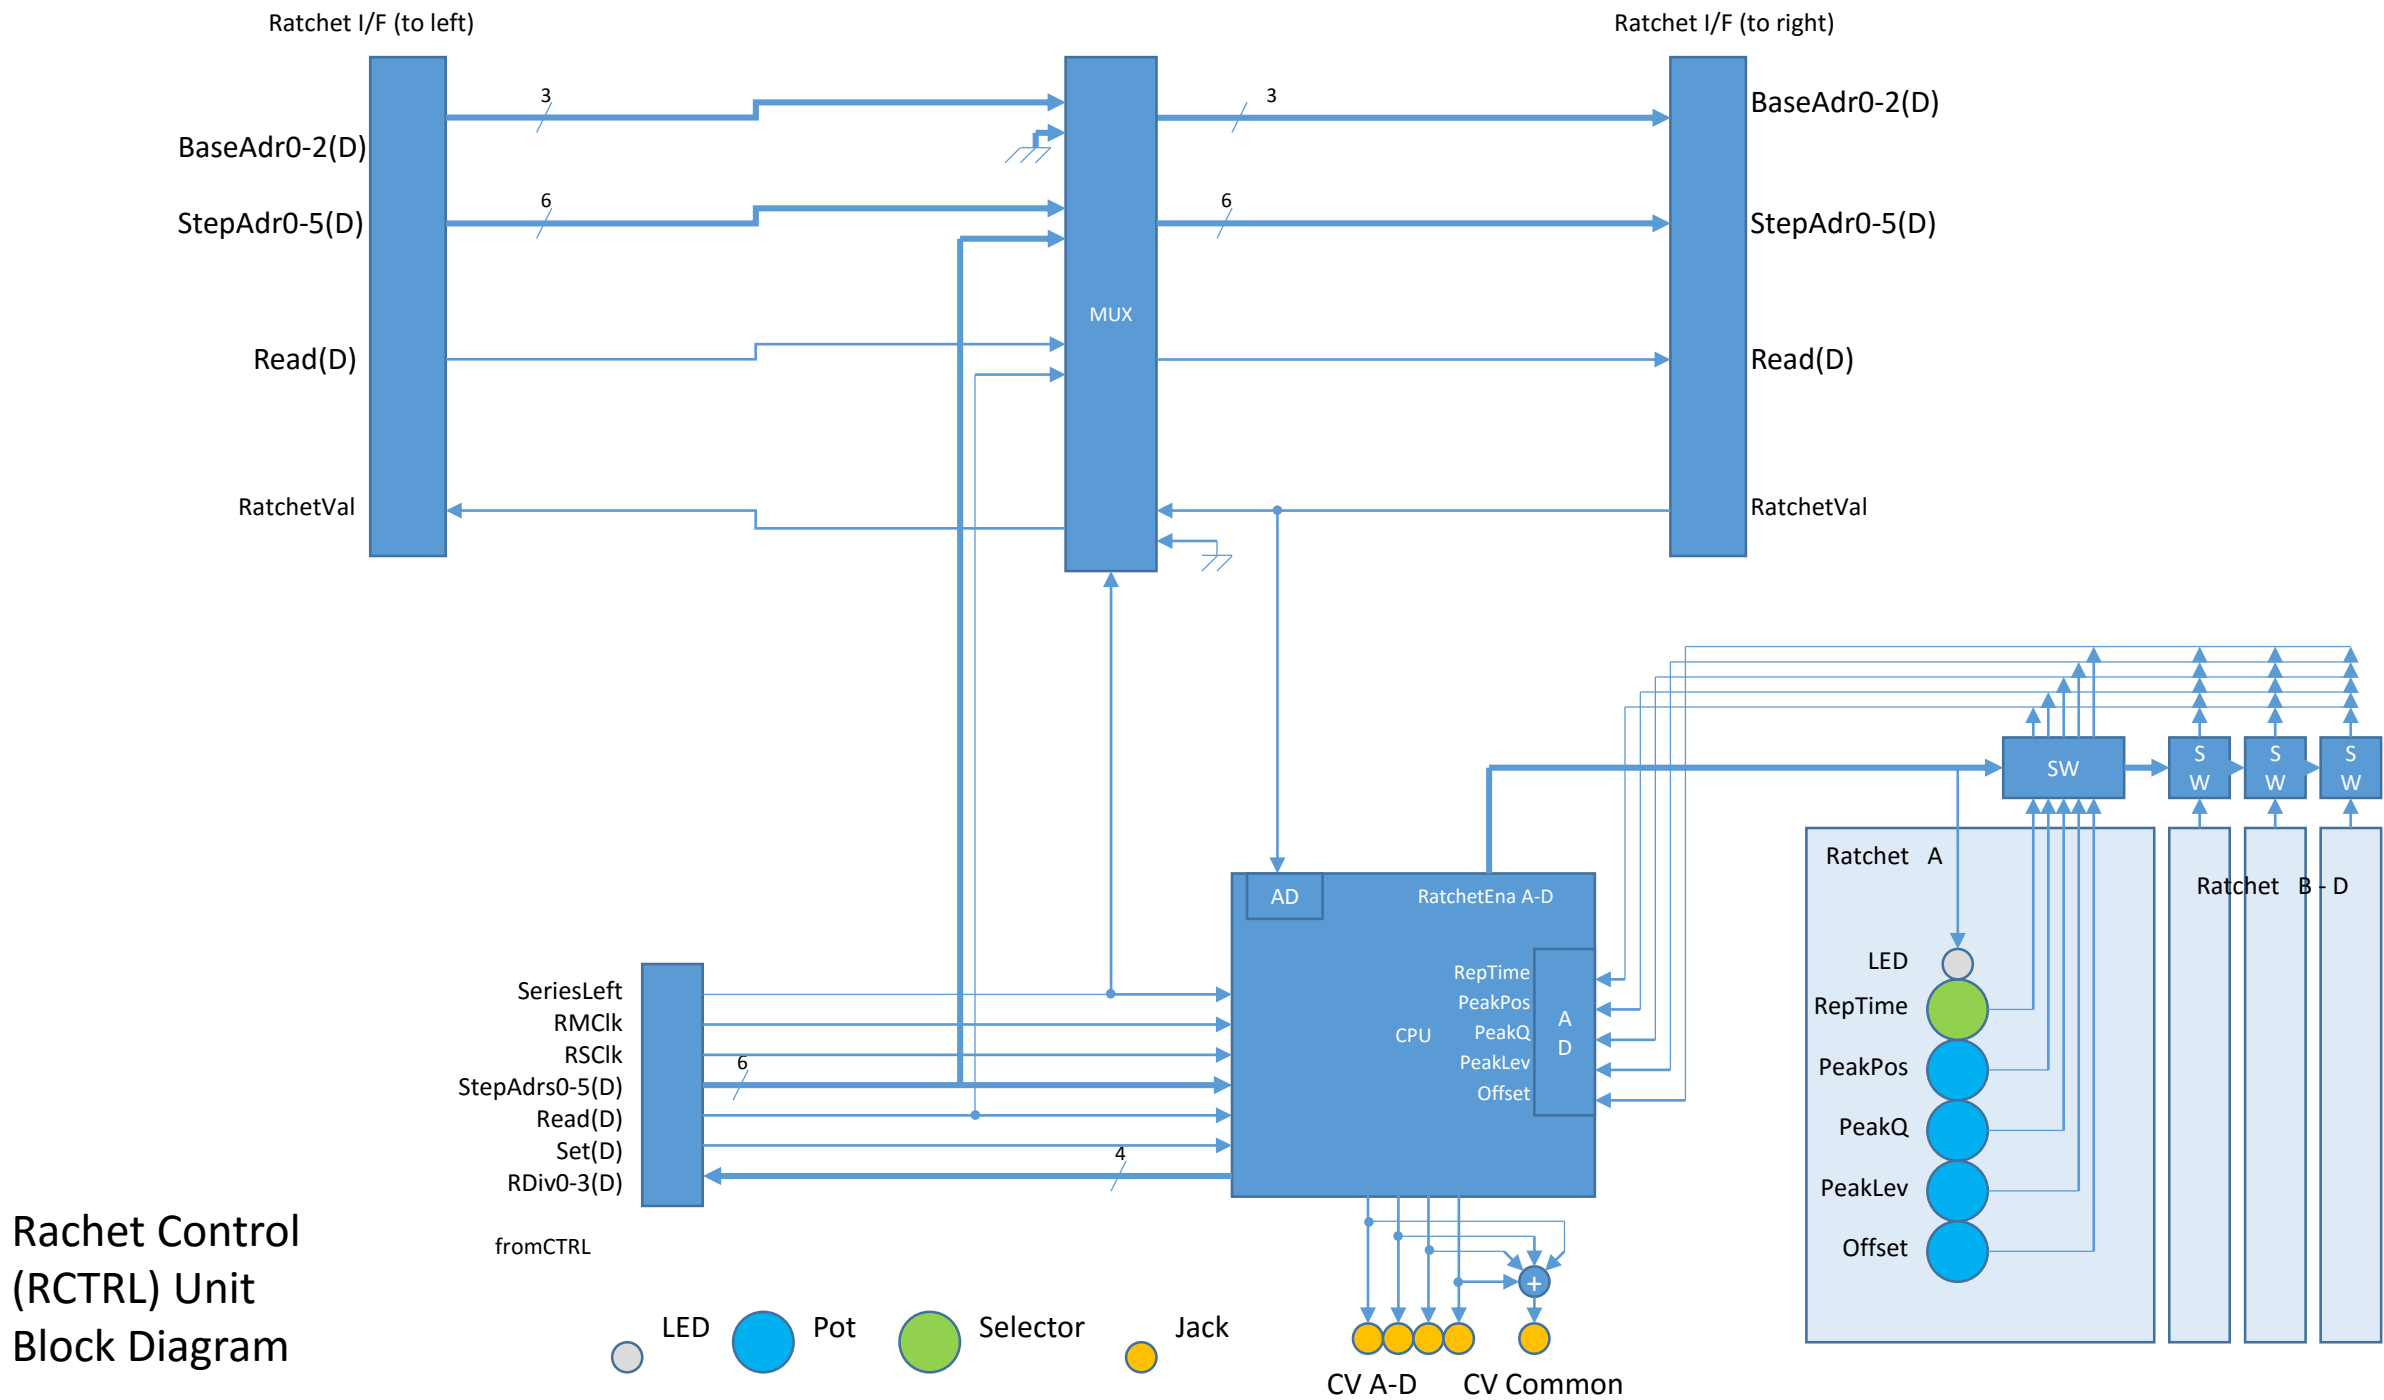 Ratchet I/F (to left)
Ratchet I/F (to right)
3
3
BaseAdr0-2(D)
BaseAdr0-2(D)
6
6
StepAdr0-5(D)
StepAdr0-5(D)
MUX
Read(D)
Read(D)
RatchetVal
RatchetVal
SW
S
W
S
W
S
W
Ratchet A
Ratchet B - D
AD
RatchetEna A-D
LED
RepTime
PeakPos
PeakQ
PeakLev
Offset
RepTime
PeakPos
PeakQ
PeakLev
Offset
A
D
CPU
SeriesLeft
RMClk
RSClk
6
StepAdrs0-5(D)
Read(D)
Set(D)
4
RDiv0-3(D)
fromCTRL
+
Rachet Control
(RCTRL) Unit
Block Diagram
LED
Pot
Selector
Jack
CV A-D
CV Common